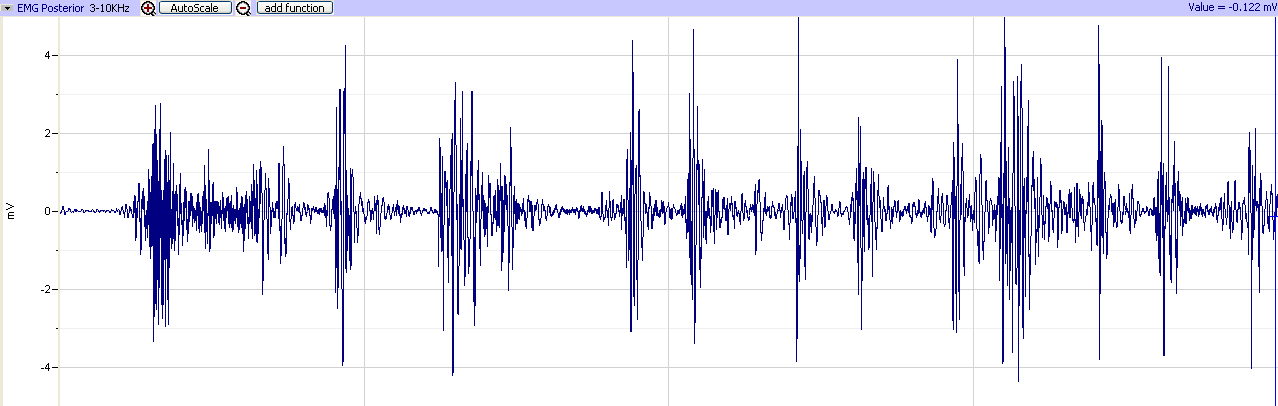 EMG Posterior 3-10KHz AutoScale add function Value = -0.122 mV
4
2
0
-2
-4
mV